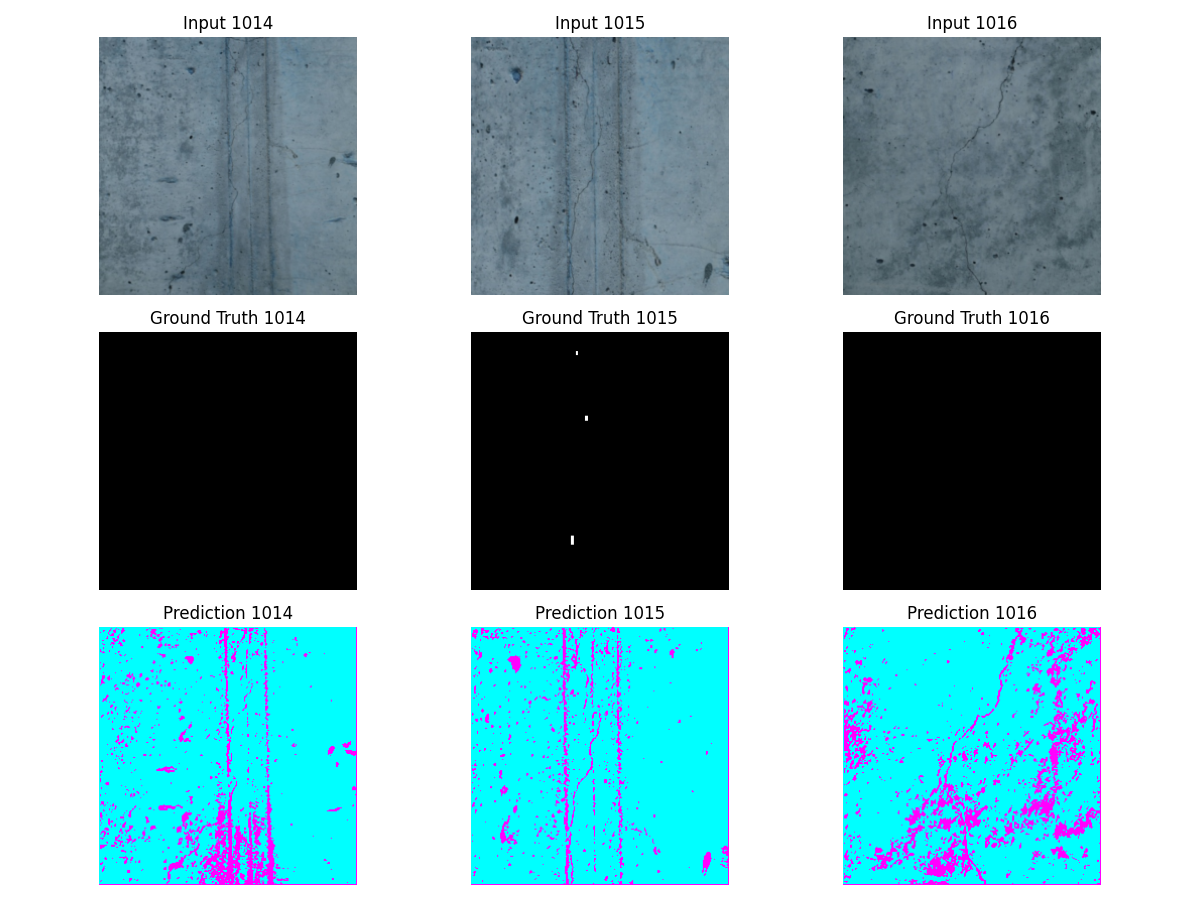 Input 1014
Input 1015
Input 1016
Ground Truth 1014
Ground Truth 1015
Ground Truth 1016
Prediction 1014
Prediction 1015
Prediction 1016